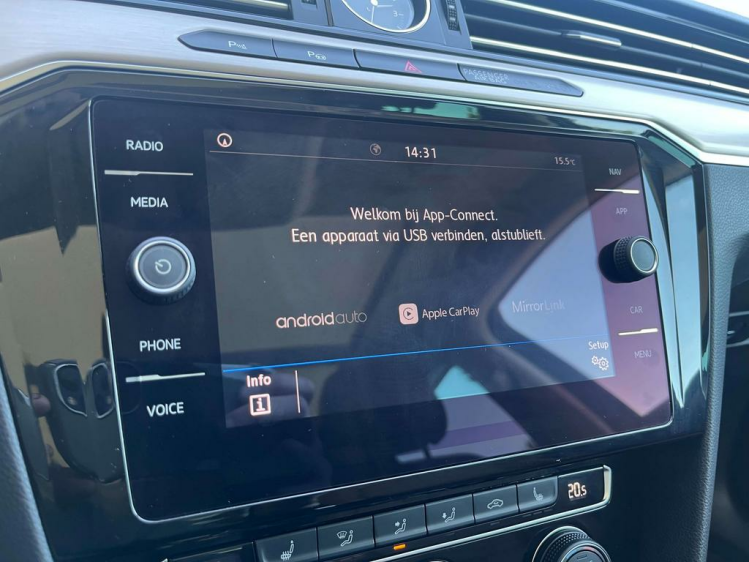 PASSENGER
RADIO
14:31
15.5°C
NAV
MEDIA
APP
Welkom bij App-Connect.
Een apparaat via USB verbinden, alstublieft.
androidauto
Apple CarPlay
MirrorLink
CAR
PHONE
Setup
MENU
Info
i
VOICE
20.5